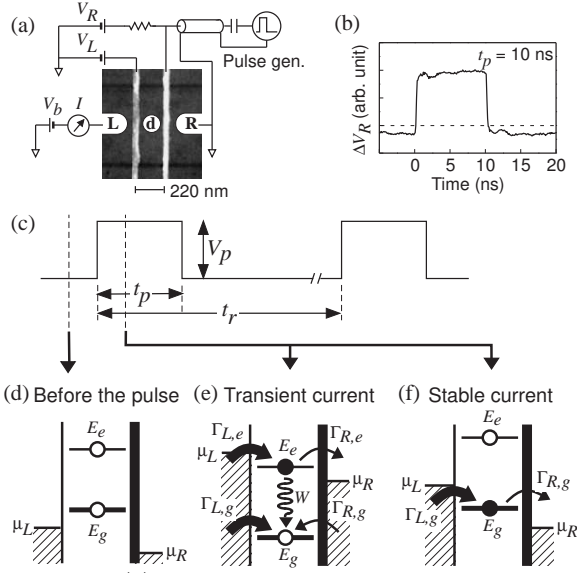 (a)
V_R
V_L
V_b
I
Pulse gen.
L d R
220 nm
(b)
t_p = 10 ns
ΔV_R (arb. unit)
0 10 20
Time (ns)
(c)
V_p
t_p
t_r
(d) Before the pulse
E_e
μ_L
E_g
μ_R
(e) Transient current
Γ_L,e
E_e
Γ_R,e
μ_L
μ_R
W
Γ_L,g
Γ_R,g
E_g
(f) Stable current
E_e
μ_L
Γ_R,g
Γ_L,g
E_g
μ_R